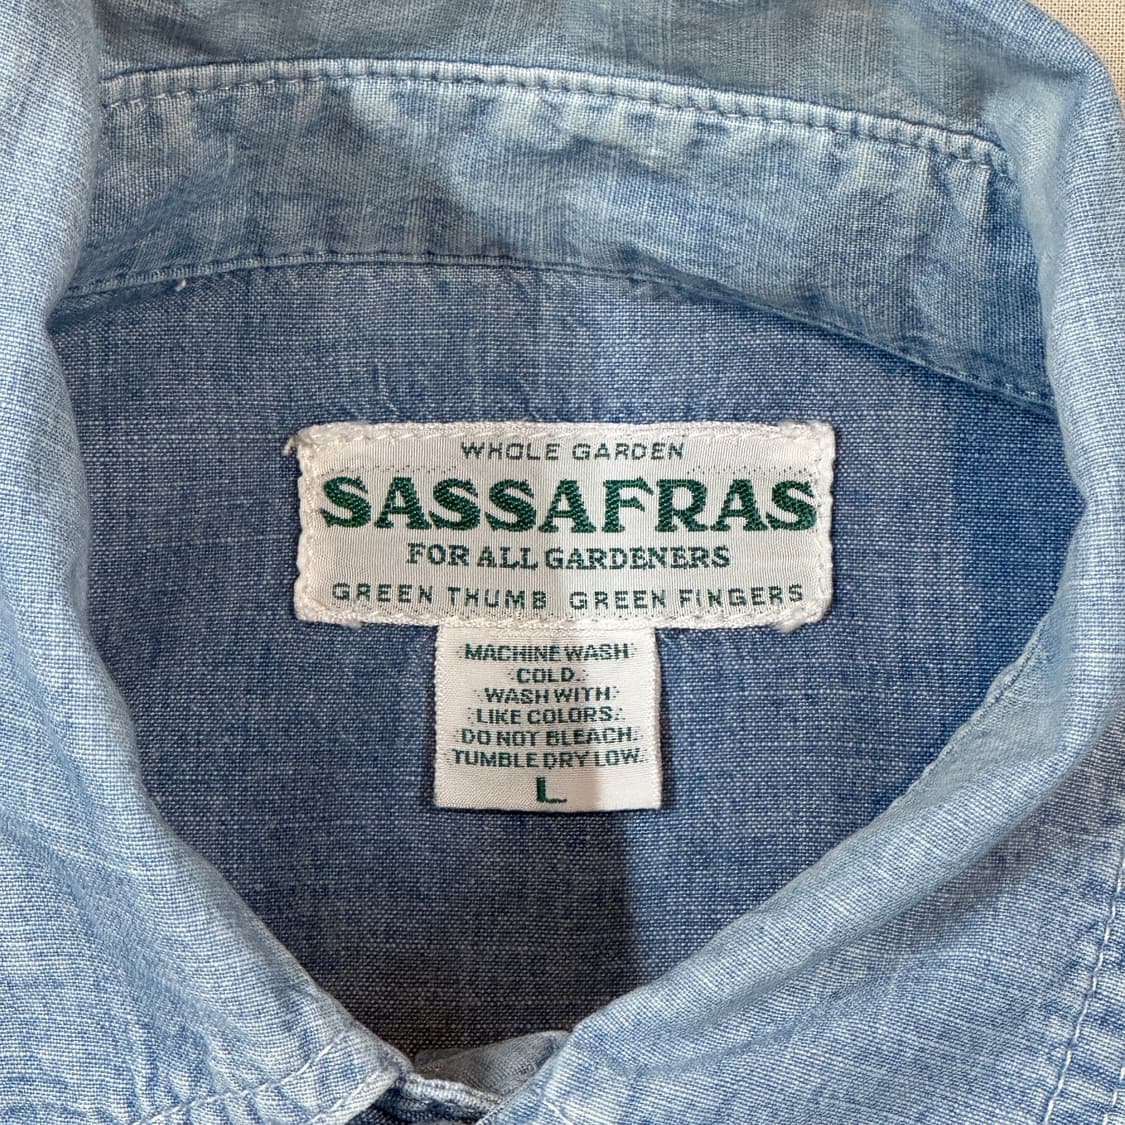 WHOLE GARDEN
SASSAFRAS
FOR ALL GARDENERS
GREEN THUMB GREEN FINGERS
MACHINE WASH
COLD.
WASH WITH
LIKE COLORS.
DO NOT BLEACH.
TUMBLE DRY LOW.
L